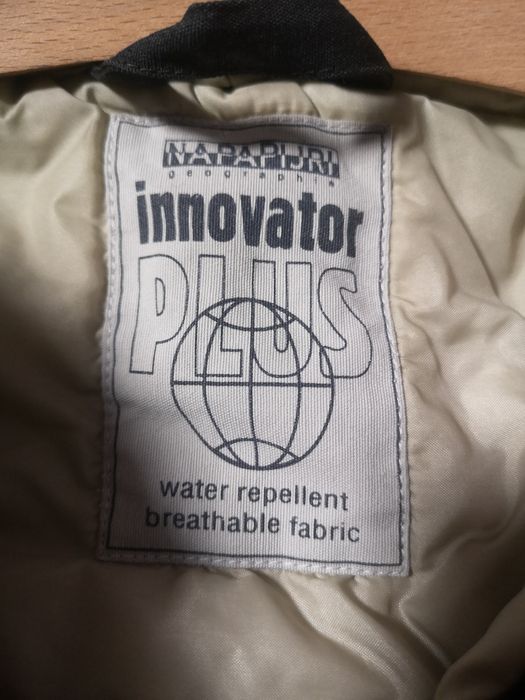 NAPAPIJRI
geographic
innovator
PLUS
water repellent
breathable fabric